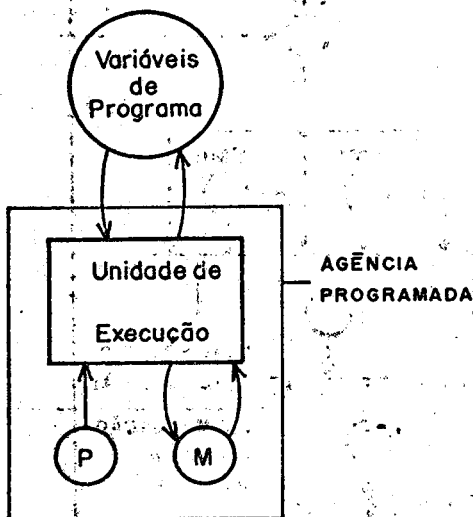 Variáveis
de
Programa
Unidade de
Execução
AGÊNCIA
PROGRAMADA
P
M